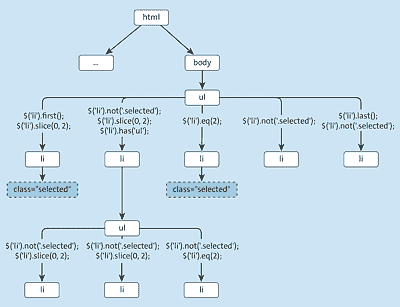 html
...
body
ul
$('li').first();
$('li').slice(0, 2);
$('li').not('.selected');
$('li').slice(0, 2);
$('li').has('ul');
$('li').eq(2);
$('li').not('.selected');
$('li').last();
$('li').not('.selected');
li
li
li
li
li
class="selected"
class="selected"
ul
$('li').not('.selected');
$('li').slice(0, 2);
$('li').not('.selected');
$('li').slice(0, 2);
$('li').not('.selected');
$('li').eq(2);
li
li
li